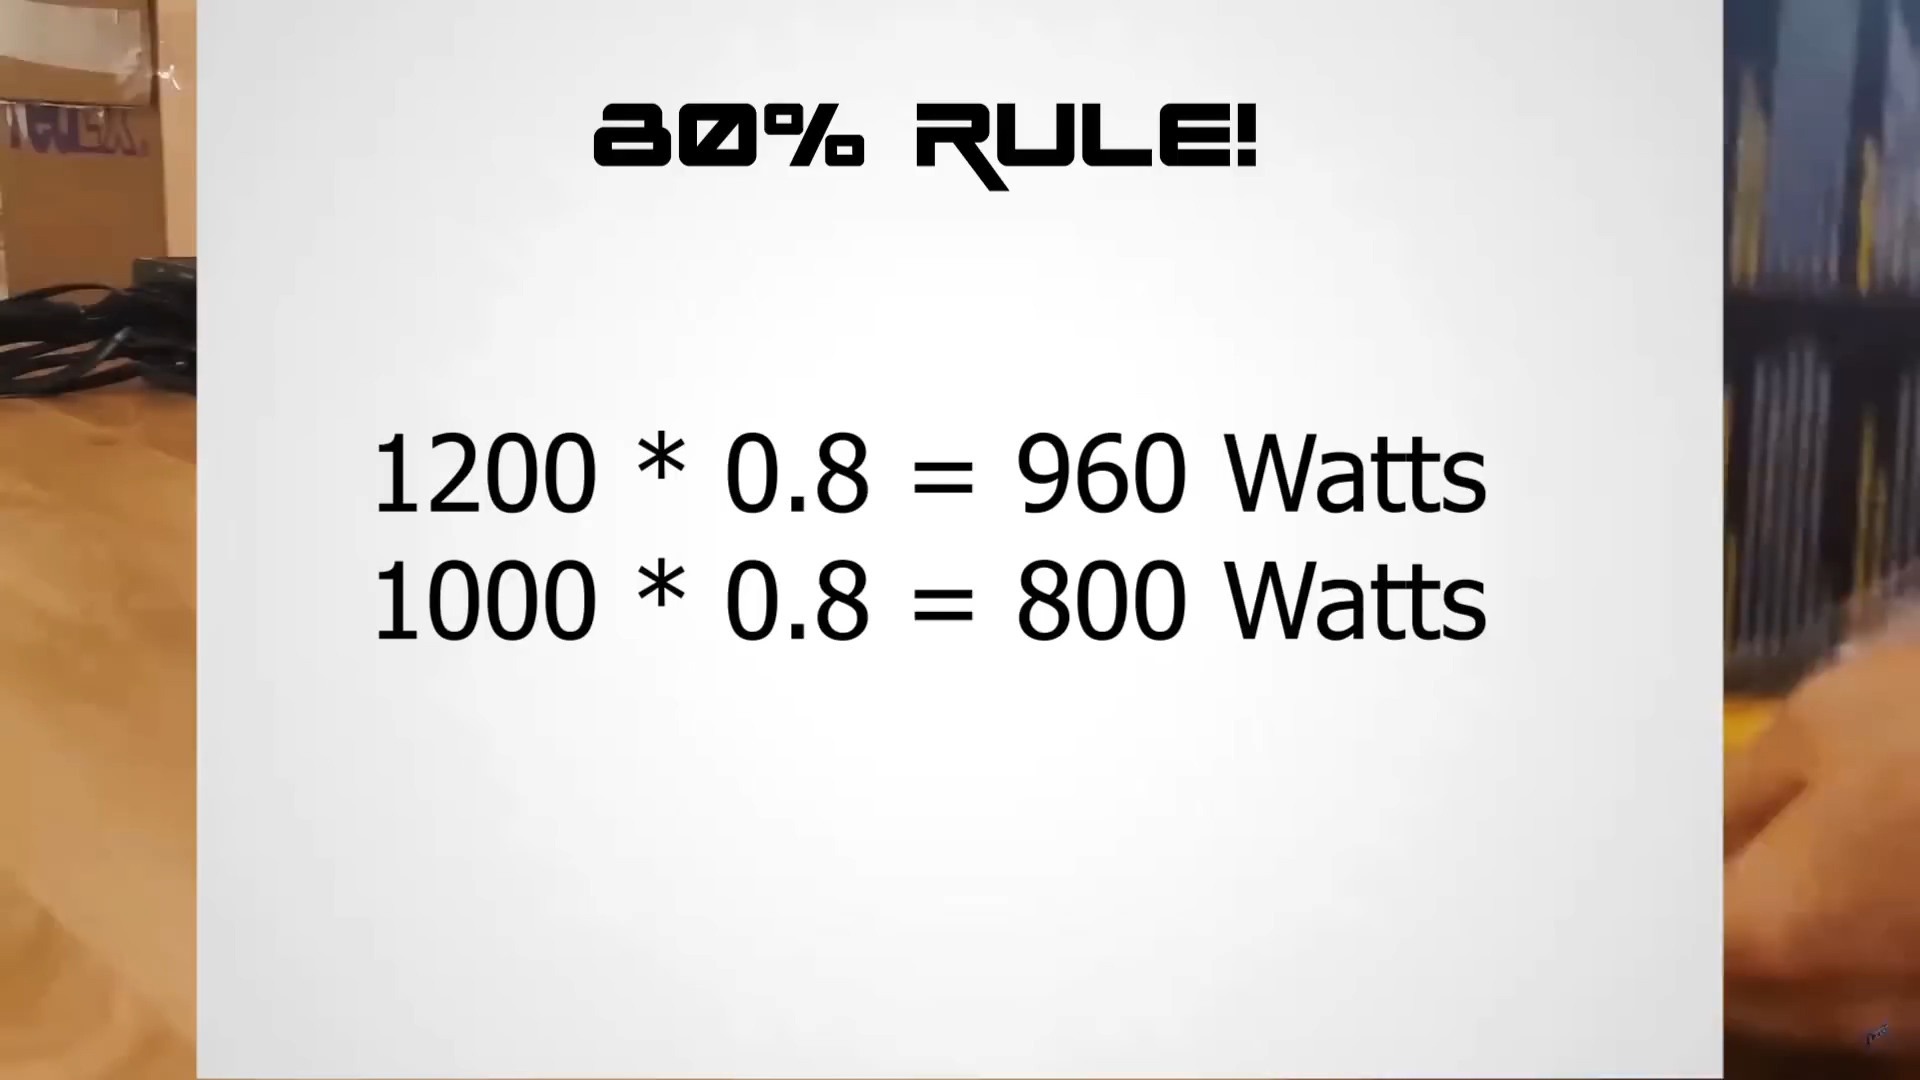 80% RULE!
1200 * 0.8 = 960 Watts
1000 * 0.8 = 800 Watts